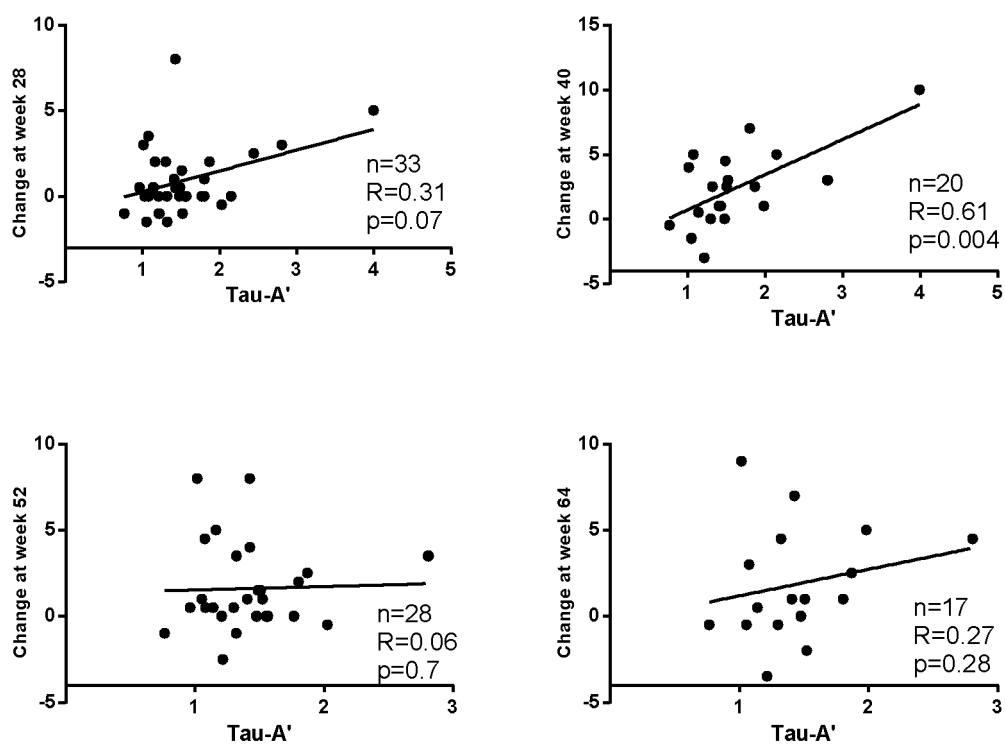 Change at week 28
10
5
0
-5
n=33
R=0.31
p=0.07
1 2 3 4 5
Tau-A'
Change at week 40
15
10
5
0
-5
n=20
R=0.61
p=0.004
1 2 3 4 5
Tau-A'
Change at week 52
10
5
0
-5
n=28
R=0.06
p=0.7
1 2 3
Tau-A'
Change at week 64
10
5
0
-5
n=17
R=0.27
p=0.28
1 2 3
Tau-A'